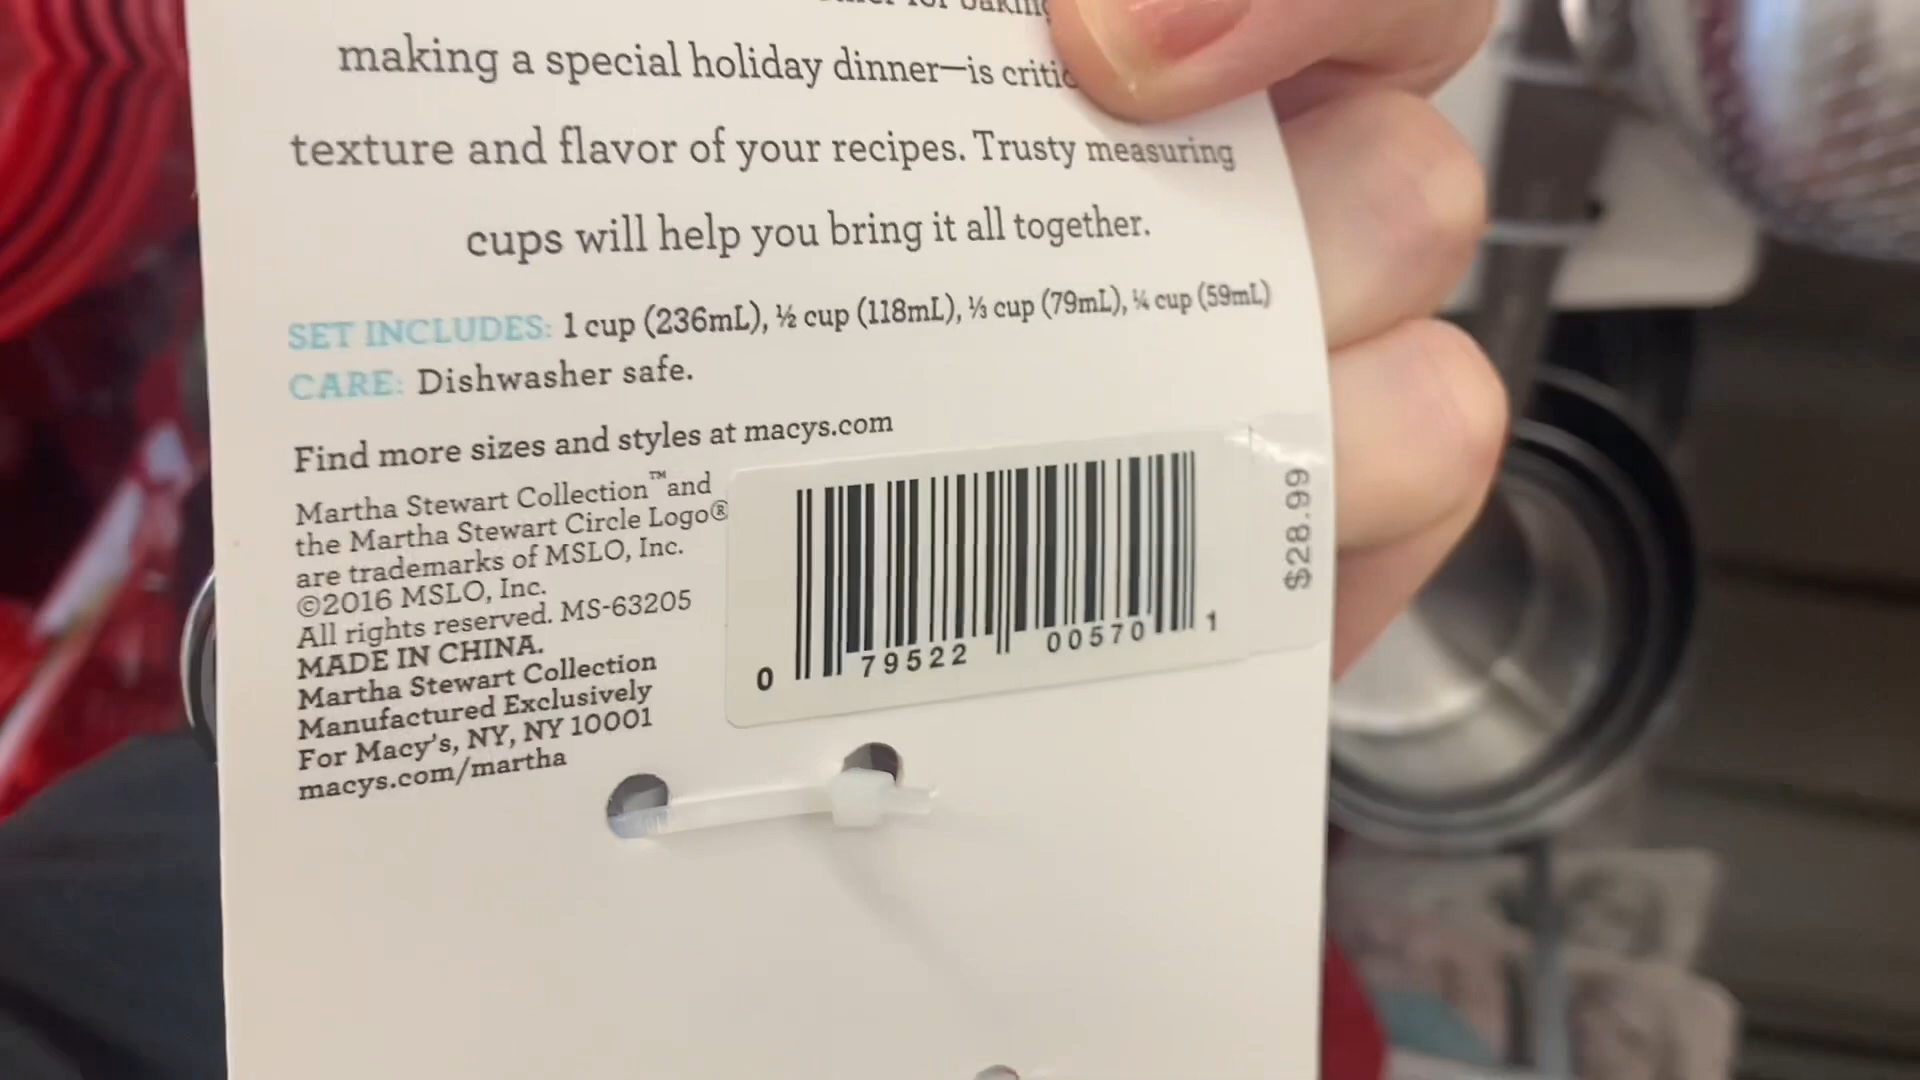 for baking
making a special holiday dinner—is
texture and flavor of your recipes. Trusty measuring
cups will help you bring it all together.
SET INCLUDES: 1 cup (236mL), ½ cup (118mL), ⅓ cup (79mL), ¼ cup (59mL)
CARE: Dishwasher safe.
Find more sizes and styles at macys.com
Martha Stewart Collection™ and
the Martha Stewart Circle Logo®
are trademarks of MSLO, Inc.
©2016 MSLO, Inc.
All rights reserved. MS-63205
MADE IN CHINA.
Martha Stewart Collection
Manufactured Exclusively
For Macy's, NY, NY 10001
macys.com/martha
0 79522 00570 1
$28.99